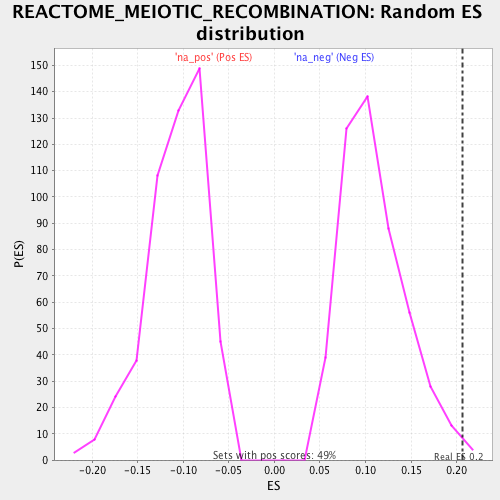 REACTOME_MEIOTIC_RECOMBINATION: Random ES
distribution
'na_pos' (Pos ES) 'na_neg' (Neg ES)
P(ES)
150
140
130
120
110
100
90
80
70
60
50
40
30
20
10
0
Sets with pos scores: 49%
Real ES 0.2
-0.20 -0.15 -0.10 -0.05 0.00 0.05 0.10 0.15 0.20
ES